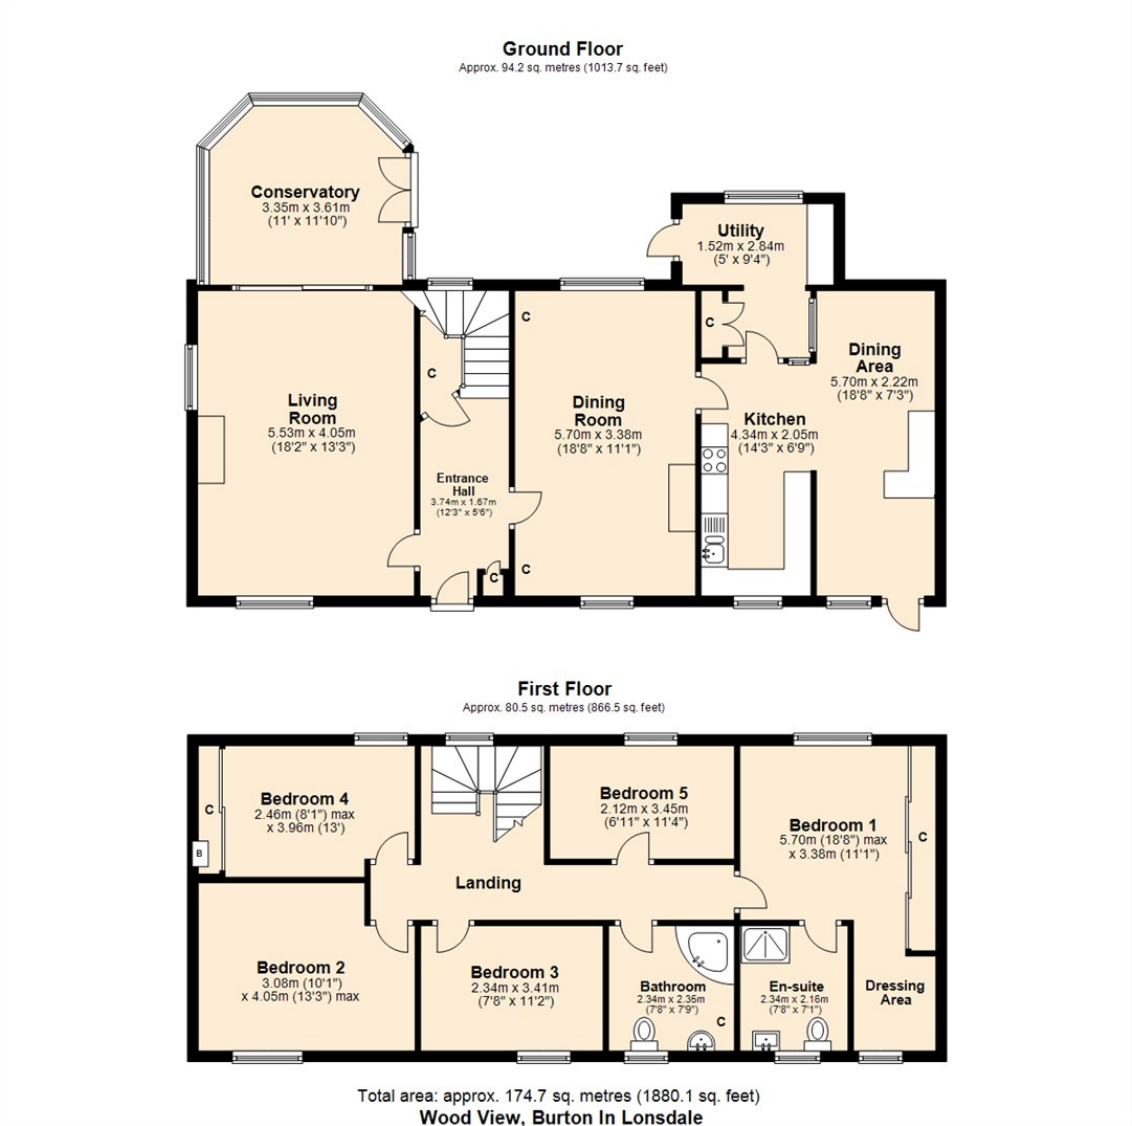 Ground Floor
Approx. 94.2 sq. metres (1013.7 sq. feet)
Conservatory
3.35m x 3.61m
(11' x 11'10")
Utility
1.52m x 2.84m
(5' x 9'4")
C
C
Dining
Area
5.70m x 2.22m
(18'8" x 7'3")
C
Living
Room
5.53m x 4.05m
(18'2" x 13'3")
Dining
Room
5.70m x 3.38m
(18'8" x 11'1")
Kitchen
4.34m x 2.05m
(14'3" x 6'9")
Entrance
Hall
3.74m x 1.67m
(12'3" x 5'6")
C
C
First Floor
Approx. 80.5 sq. metres (866.5 sq. feet)
Bedroom 4
2.46m (8'1") max
x 3.96m (13')
C
B
Bedroom 5
2.12m x 3.45m
(6'11" x 11'4")
Bedroom 1
5.70m (18'8") max
x 3.38m (11'1")
C
Landing
Bedroom 2
3.08m (10'1")
x 4.05m (13'3") max
Bedroom 3
2.34m x 3.41m
(7'8" x 11'2")
Bathroom
2.34m x 2.35m
(7'8" x 7'9")
C
En-suite
2.34m x 2.16m
(7'8" x 7'1")
Dressing
Area
Total area: approx. 174.7 sq. metres (1880.1 sq. feet)
Wood View, Burton In Lonsdale